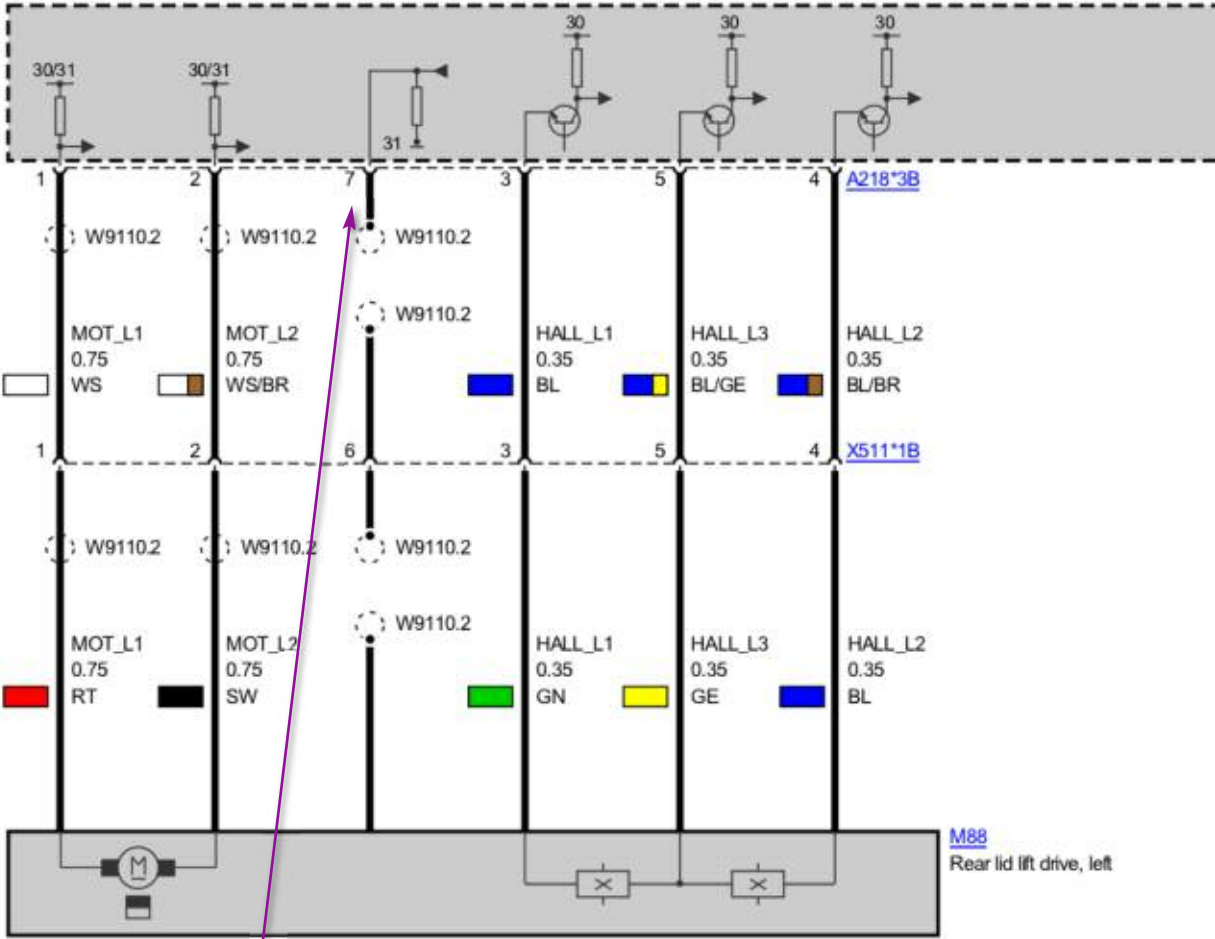 30 30 30
30/31 30/31
31
1 2 7 3 5 4 A218*3B
W9110.2 W9110.2 W9110.2
W9110.2
MOT_L1 MOT_L2 HALL_L1 HALL_L3 HALL_L2
0.75 0.75 0.35 0.35 0.35
WS WS/BR BL BL/GE BL/BR
1 2 6 3 5 4 X511*1B
W9110.2 W9110.2 W9110.2
W9110.2
MOT_L1 MOT_L2 HALL_L1 HALL_L3 HALL_L2
0.75 0.75 0.35 0.35 0.35
RT SW GN GE BL
M88
M
Rear lid lift drive, left